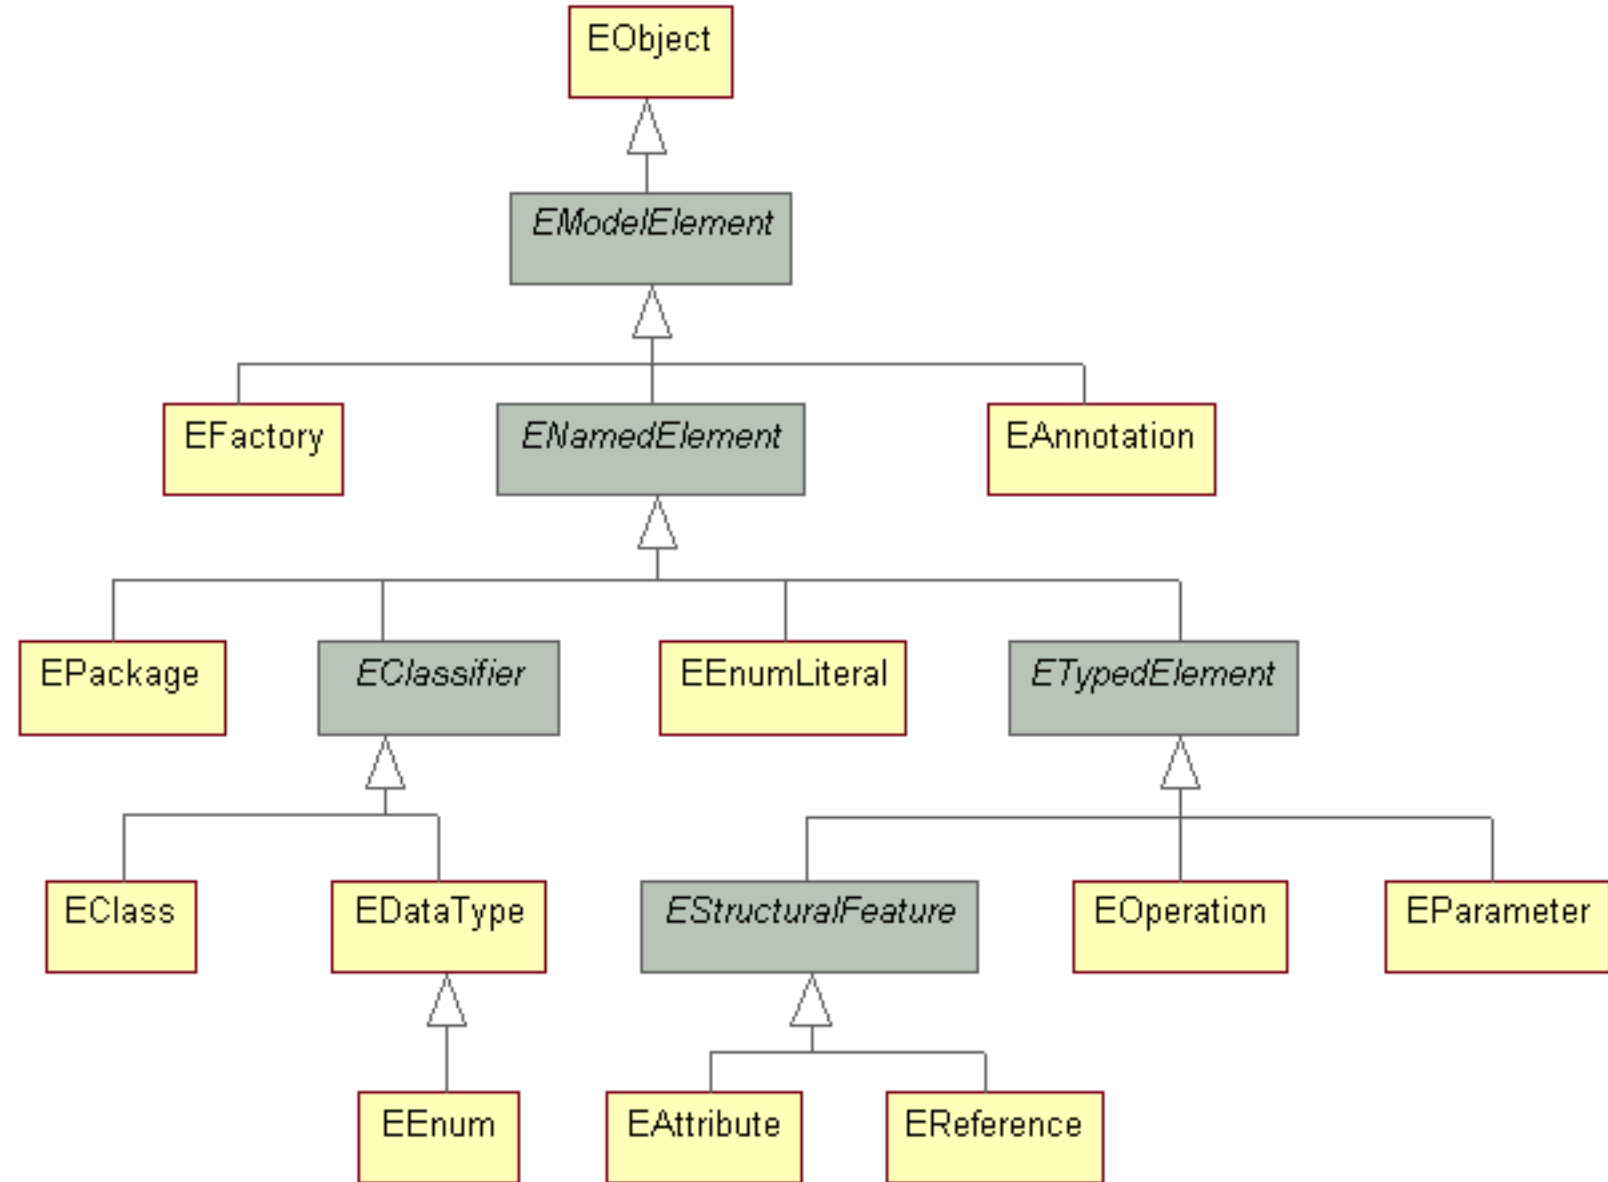 EObject
EModelElement
EFactory
ENamedElement
EAnnotation
EPackage
EClassifier
EEnumLiteral
ETypedElement
EClass
EDataType
EStructuralFeature
EOperation
EParameter
EEnum
EAttribute
EReference